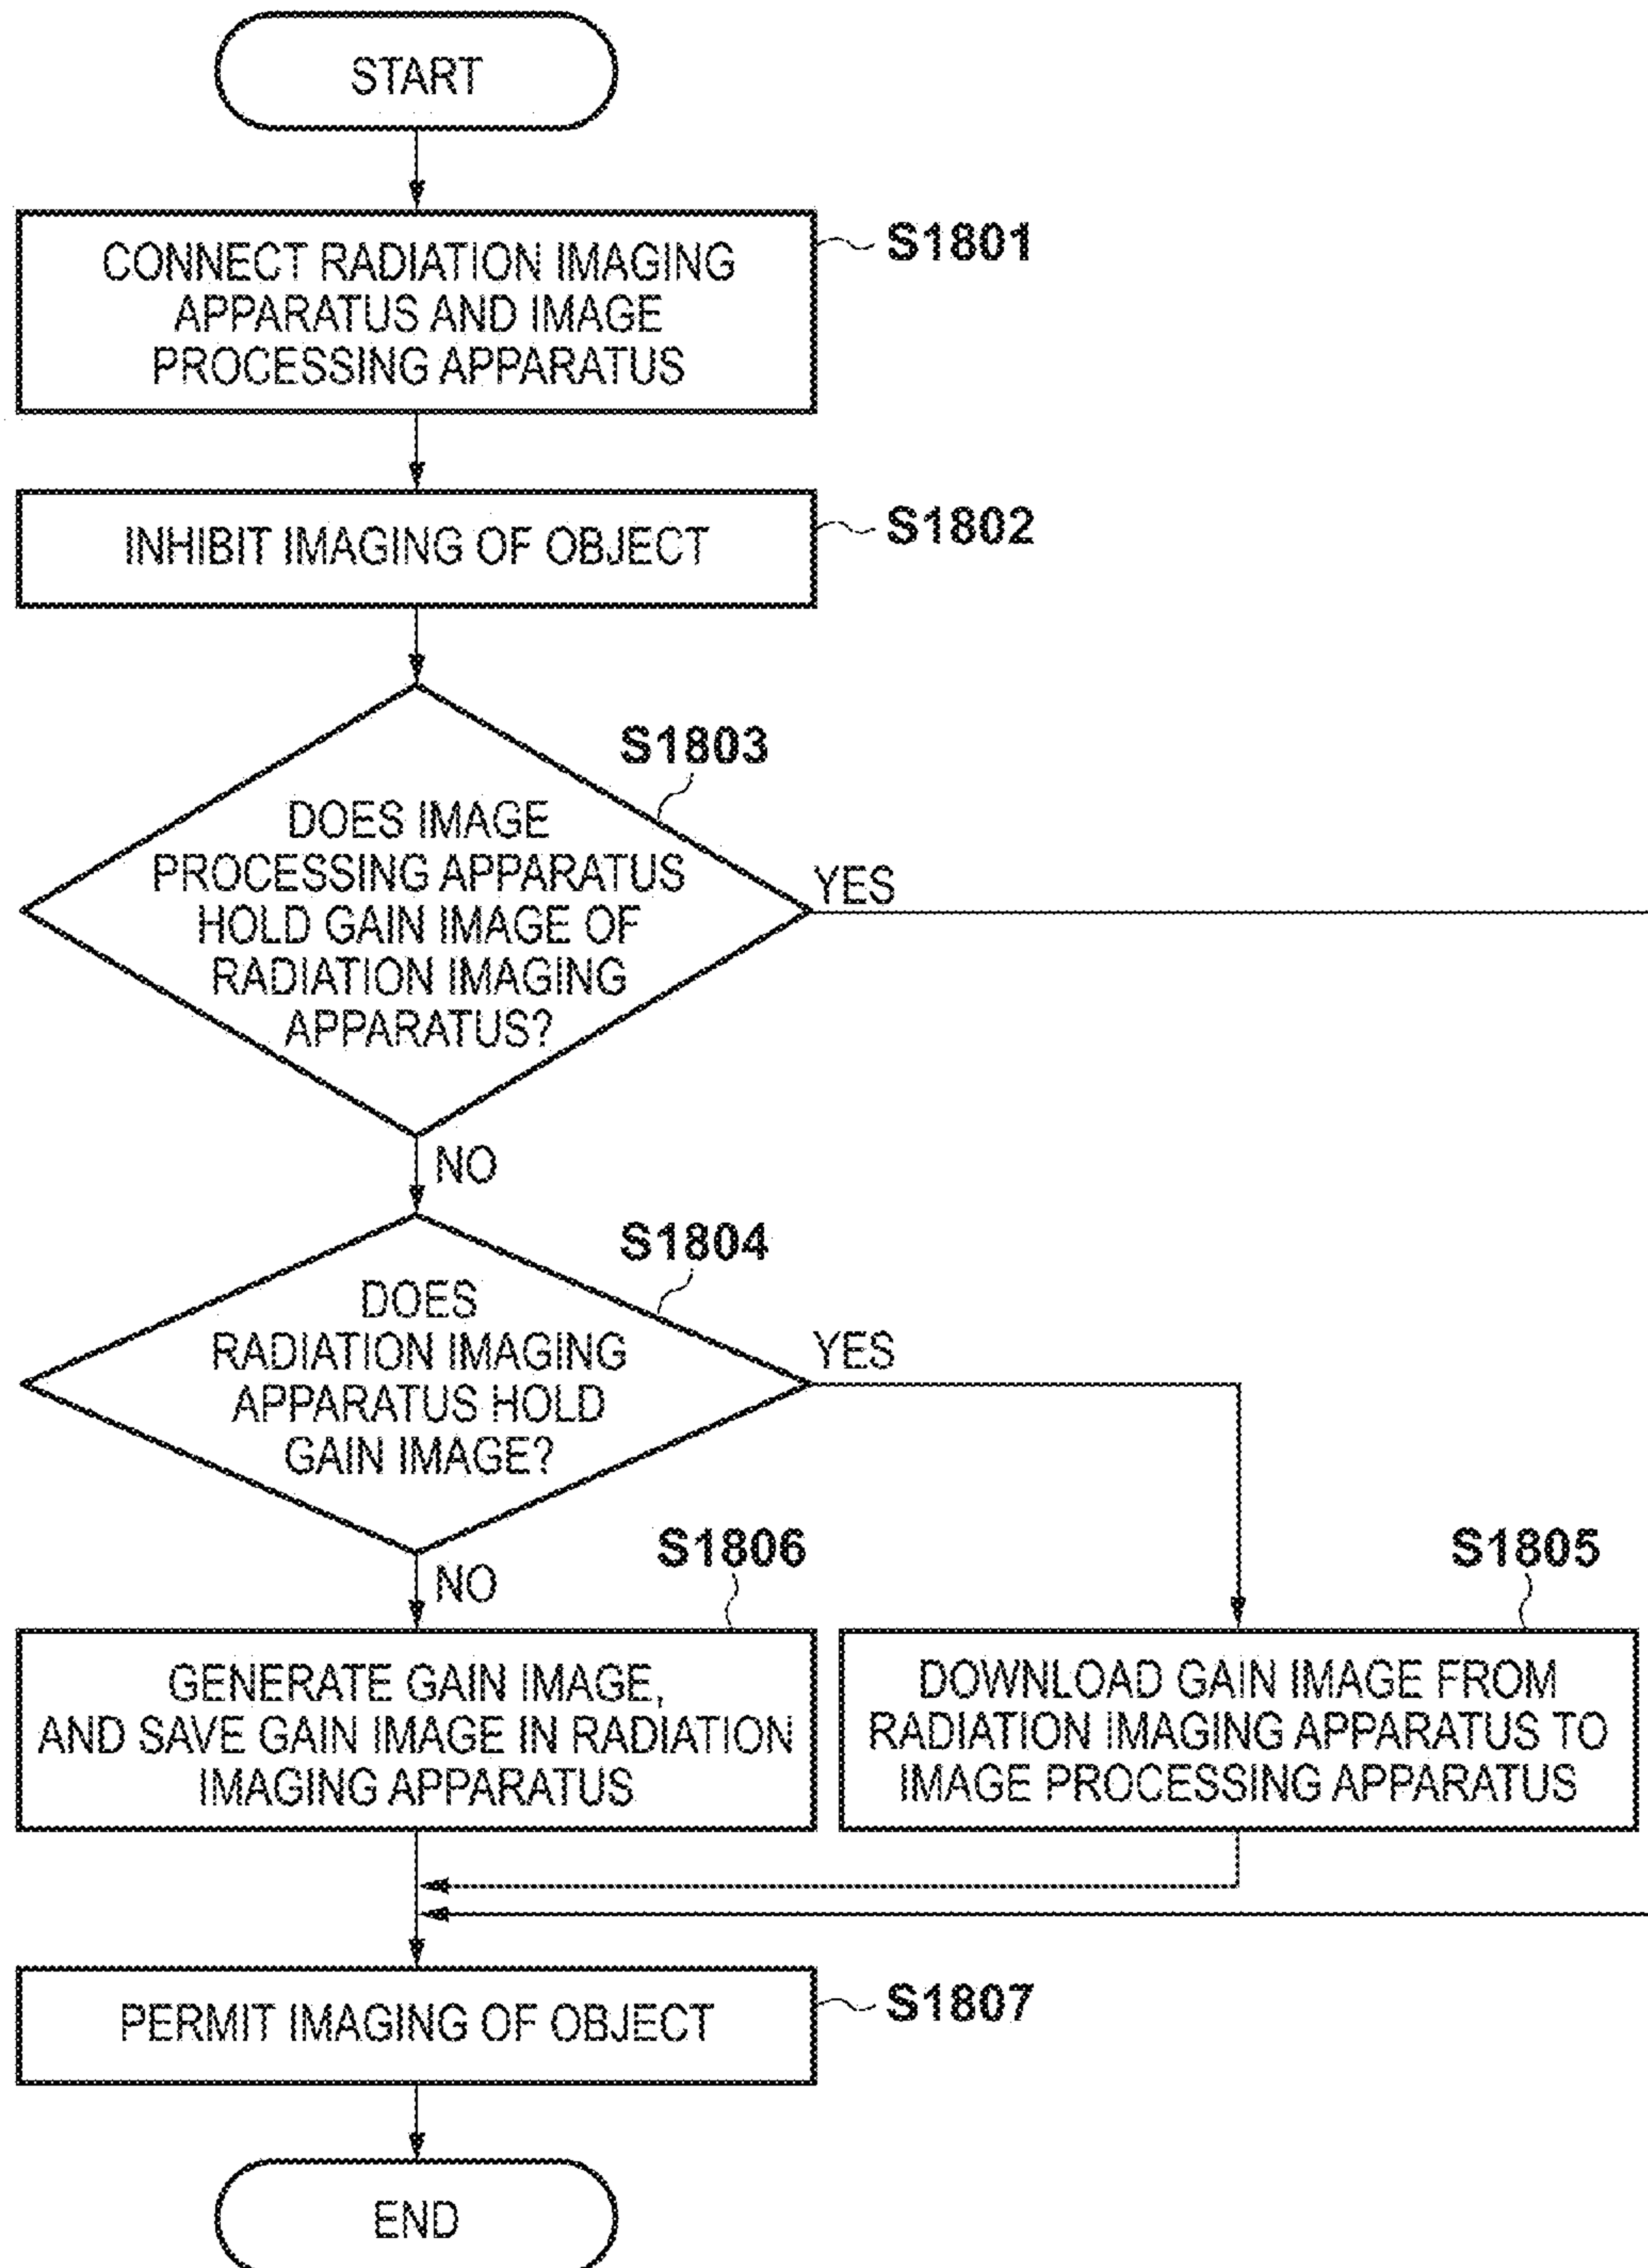 START
CONNECT RADIATION IMAGING
APPARATUS AND IMAGE
PROCESSING APPARATUS
S1801
INHIBIT IMAGING OF OBJECT
S1802
S1803
DOES IMAGE
PROCESSING APPARATUS
HOLD GAIN IMAGE OF
RADIATION IMAGING
APPARATUS?
YES
NO
S1804
DOES
RADIATION IMAGING
APPARATUS HOLD
GAIN IMAGE?
YES
NO
S1806
GENERATE GAIN IMAGE,
AND SAVE GAIN IMAGE IN RADIATION
IMAGING APPARATUS
S1805
DOWNLOAD GAIN IMAGE FROM
RADIATION IMAGING APPARATUS TO
IMAGE PROCESSING APPARATUS
PERMIT IMAGING OF OBJECT
S1807
END